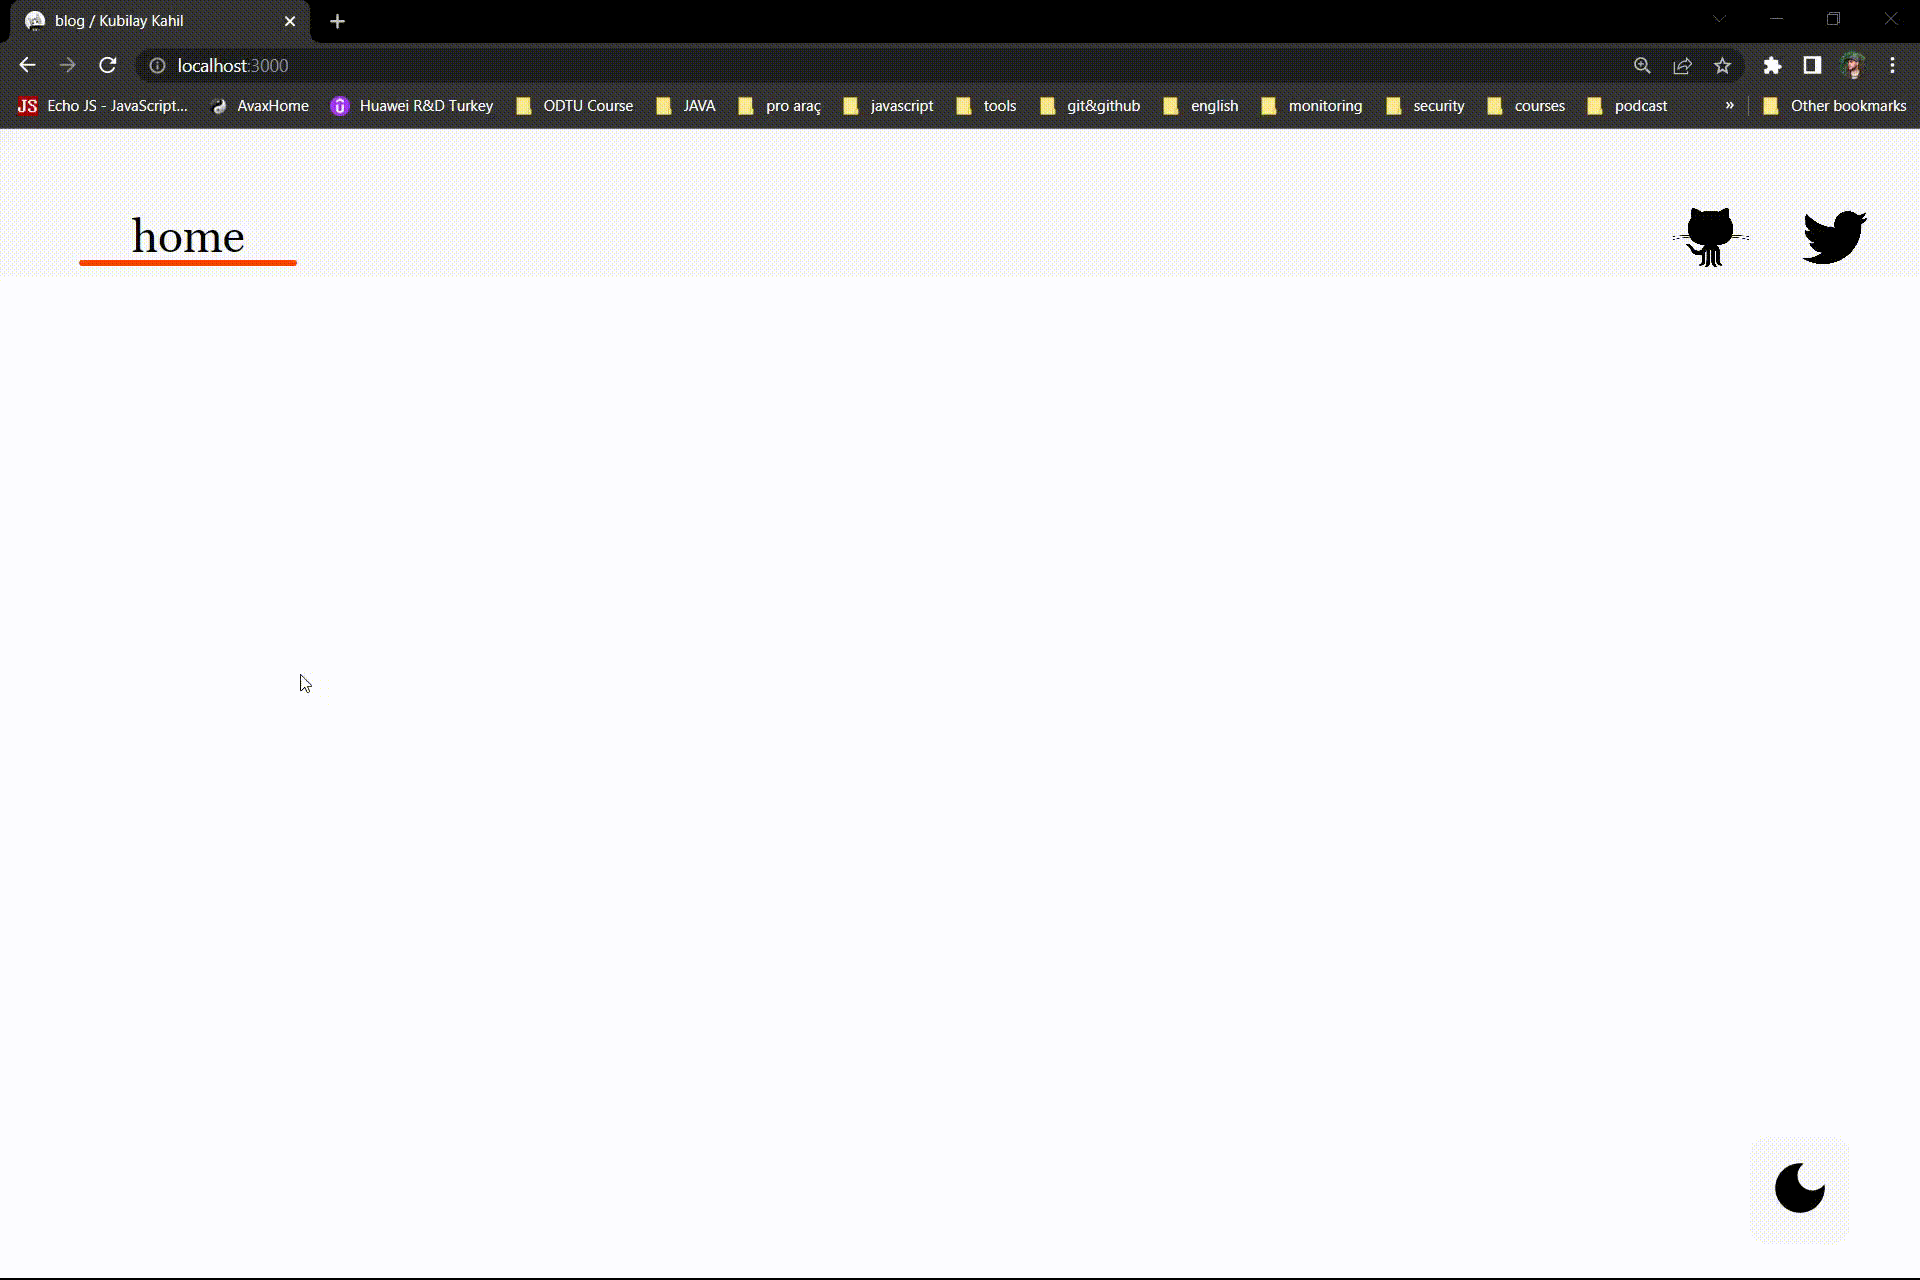 blog / Kubilay Kahil
localhost:3000
JS Echo JS - JavaScript... AvaxHome Huawei R&D Turkey ODTU Course JAVA pro araç javascript tools git&github english monitoring security courses podcast » Other bookmarks
home